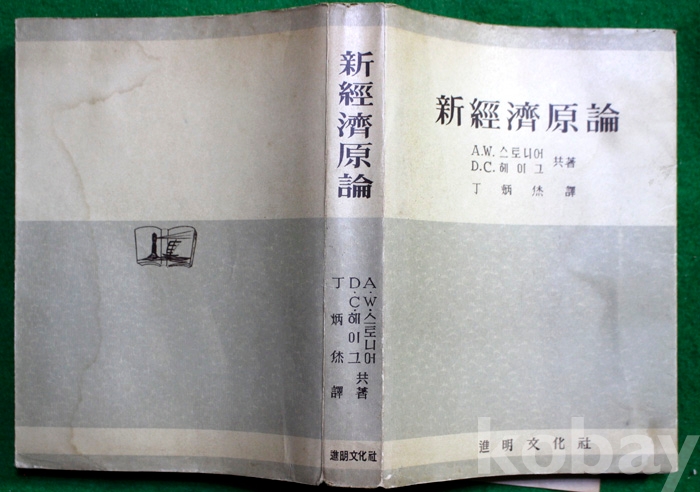 新經濟原論
A.W. 스토니어
D.C. 헤이그
共著
丁炳烋 譯
進明文化社
新經濟原論
A.W.스토니어
D.C.헤이그
共著
丁炳烋 譯
進明文化社
kobay